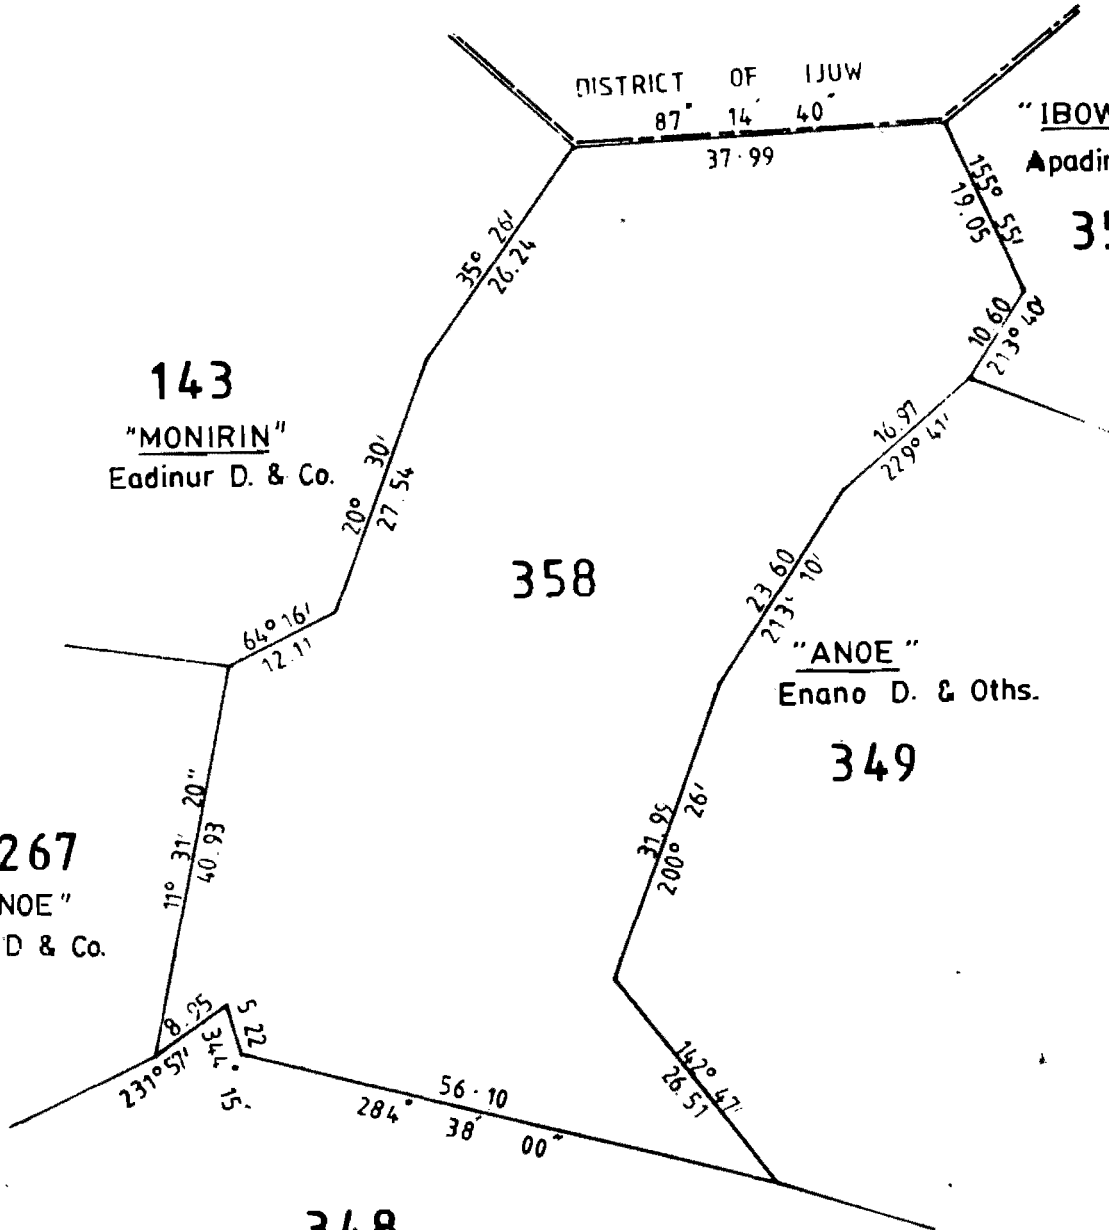 DISTRICT OF IJUW
87° 14' 40"
37·99
"IBOW
Apadir
35
155° 55'
19.05
35° 26'
26.24
10 60
213° 40'
143
"MONIRIN"
Eadinur D. & Co.
16.97
229° 41'
20° 30'
27.54
358
23 60
213° 10'
64° 16'
12.11
"ANOE"
Enano D. & Oths.
349
11° 31' 20"
40.93
31.99
200° 26'
267
NOE"
D & Co.
5 22
344° 15'
231° 57'
142° 47'
26.51
56·10
284° 38' 00"
348